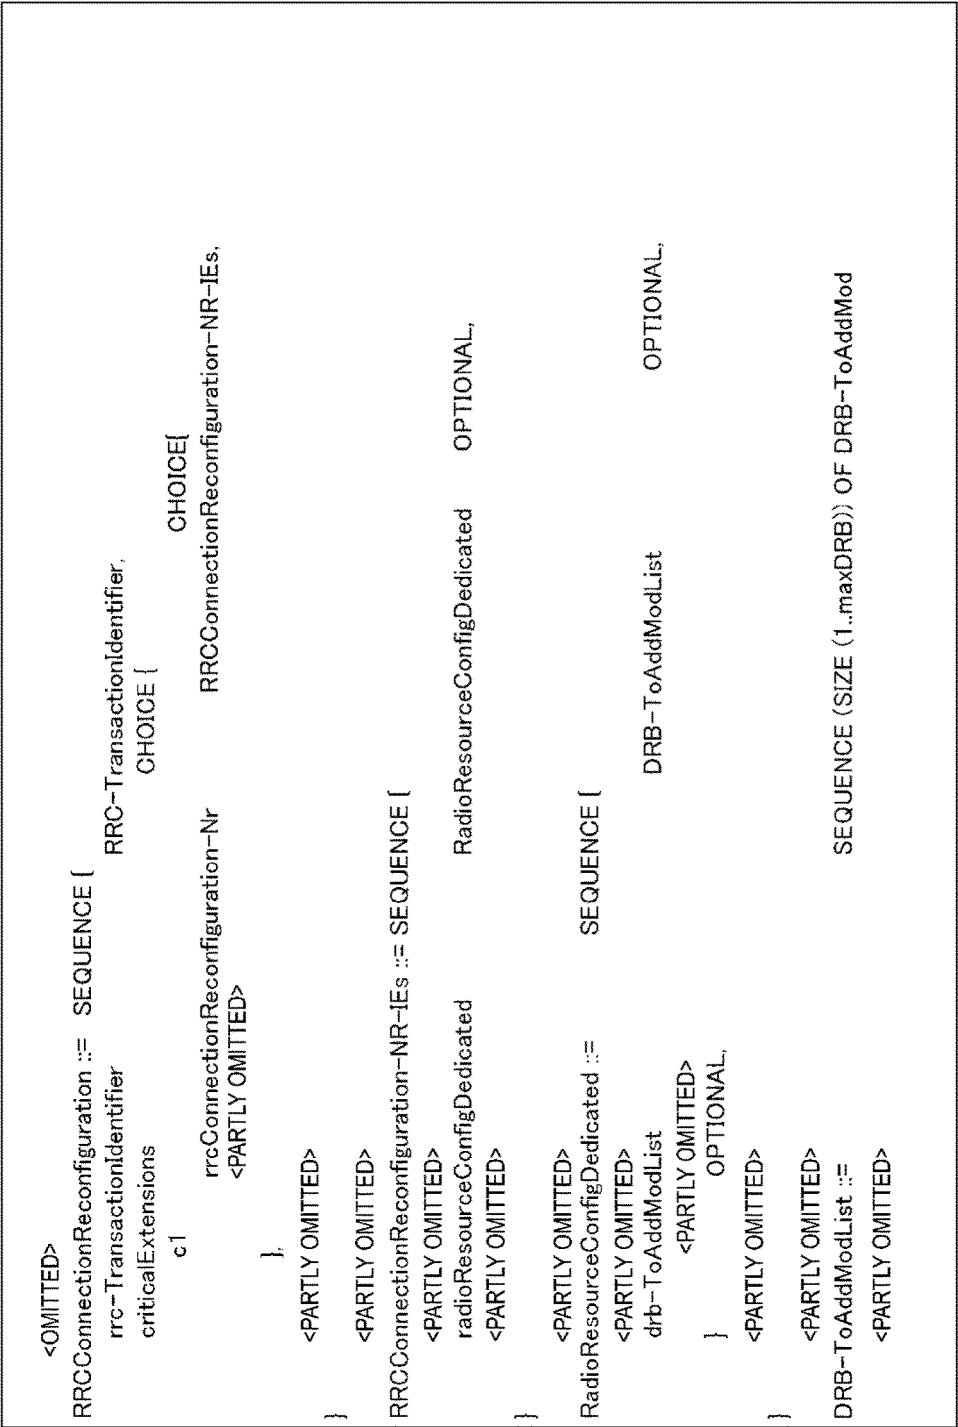 <OMITTED>
RRCConnectionReconfiguration ::= SEQUENCE {
rrc-TransactionIdentifier RRC-TransactionIdentifier,
criticalExtensions CHOICE {
c1 CHOICE{
rrcConnectionReconfiguration-Nr RRCConnectionReconfiguration-NR-IEs,
<PARTLY OMITTED>
},
<PARTLY OMITTED>
}
<PARTLY OMITTED>
RRCConnectionReconfiguration-NR-IEs ::= SEQUENCE {
<PARTLY OMITTED>
radioResourceConfigDedicated RadioResourceConfigDedicated OPTIONAL,
<PARTLY OMITTED>
}
<PARTLY OMITTED>
RadioResourceConfigDedicated ::= SEQUENCE {
<PARTLY OMITTED>
drb-ToAddModList DRB-ToAddModList OPTIONAL,
<PARTLY OMITTED>
} OPTIONAL,
<PARTLY OMITTED>
}
<PARTLY OMITTED>
DRB-ToAddModList ::= SEQUENCE (SIZE (1..maxDRB)) OF DRB-ToAddMod
<PARTLY OMITTED>